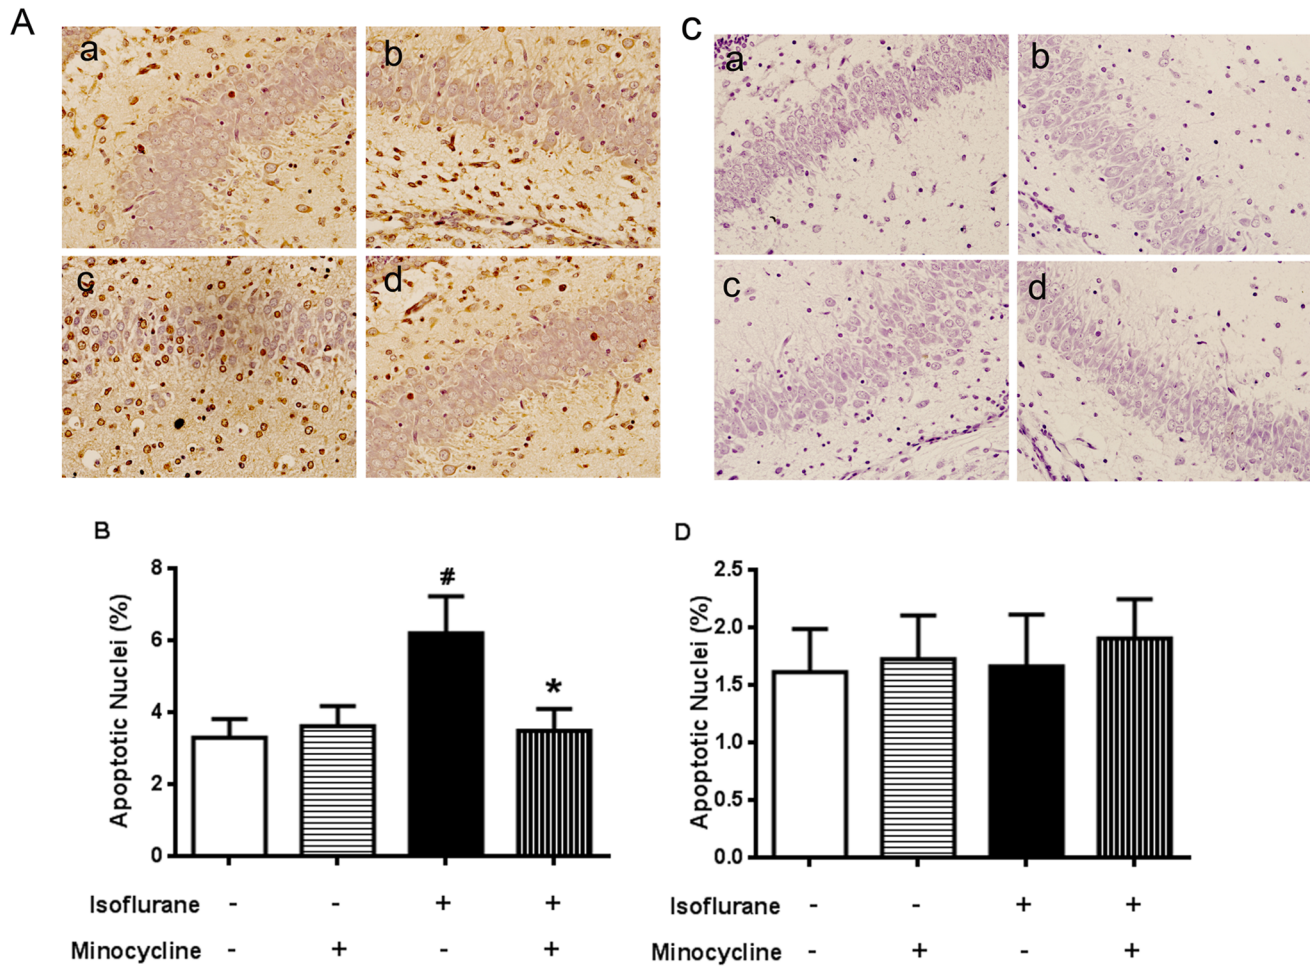 A
a
b
c
d
C
a
b
c
d
B
8
6
4
2
0
Apoptotic Nuclei (%)
#
*
Isoflurane - - + +
Minocycline - + - +
D
2.5
2.0
1.5
1.0
0.5
0.0
Apoptotic Nuclei (%)
Isoflurane - - + +
Minocycline - + - +